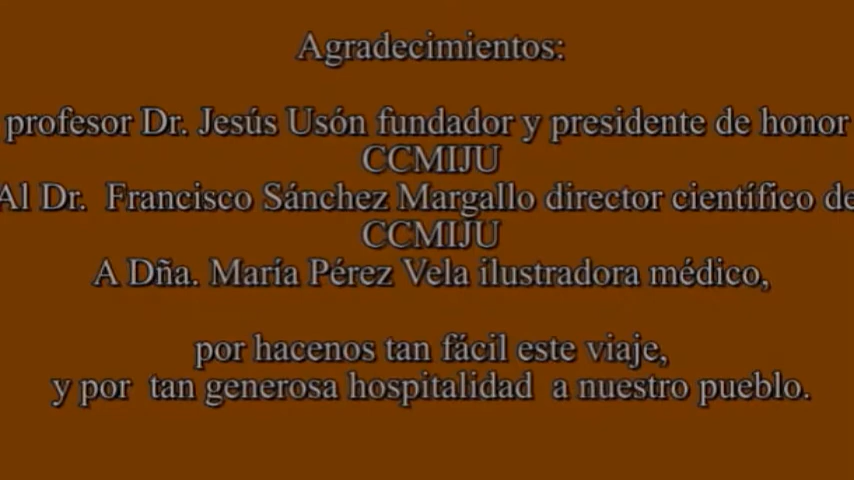 Agradecimientos:
profesor Dr. Jesús Usón fundador y presidente de honor
CCMIJU
Al Dr. Francisco Sánchez Margallo director científico de
CCMIJU
A Dña. María Pérez Vela ilustradora médico,
por hacenos tan fácil este viaje,
y por tan generosa hospitalidad a nuestro pueblo.